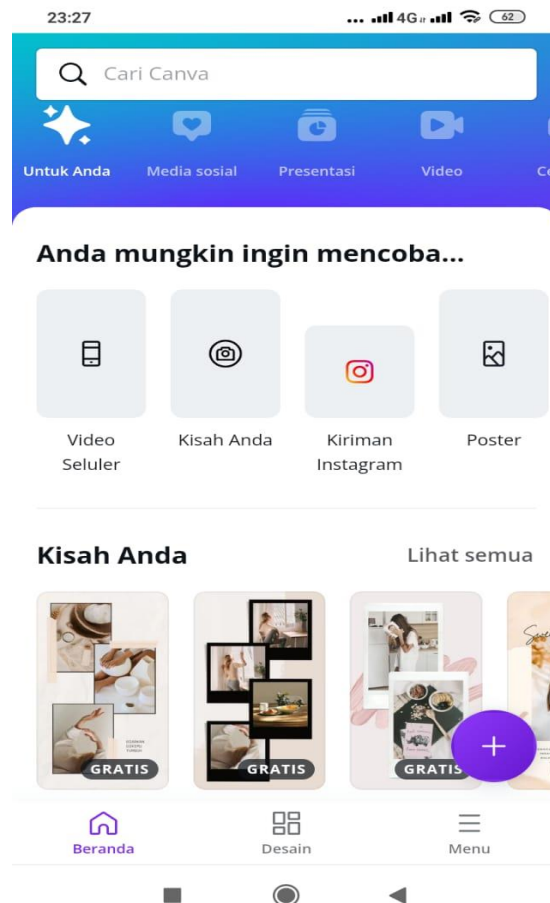 23:27
... 4G 62
Cari Canva
Untuk Anda
Media sosial
Presentasi
Video
Ce
Anda mungkin ingin mencoba...
Video
Seluler
Kisah Anda
Kiriman
Instagram
Poster
Kisah Anda
Lihat semua
GRATIS
GRATIS
GRATIS
+
Beranda
Desain
Menu